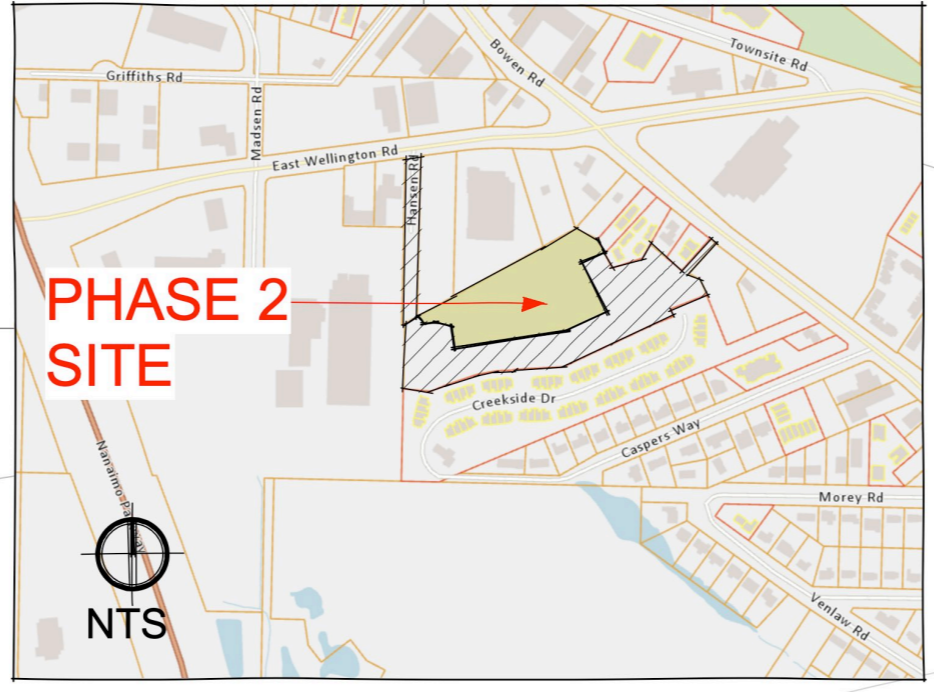 Townsite Rd
Bowen Rd
Griffiths Rd
Madsen Rd
East Wellington Rd
Hansen Rd
PHASE 2
SITE
Creekside Dr
Caspers Way
Nanaimo
Morey Rd
Venlaw Rd
NTS